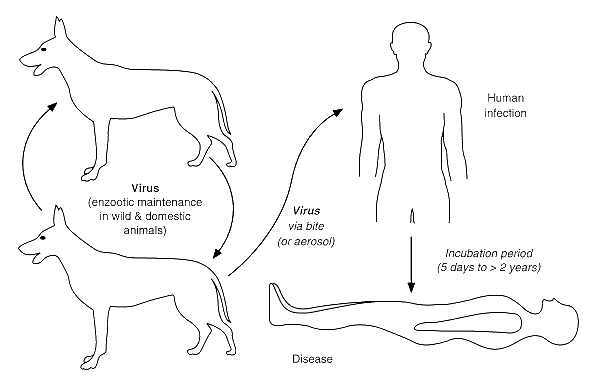 Virus
(enzootic maintenance
in wild & domestic
animals)
Virus
via bite
(or aerosol)
Human
infection
Incubation period
(5 days to > 2 years)
Disease